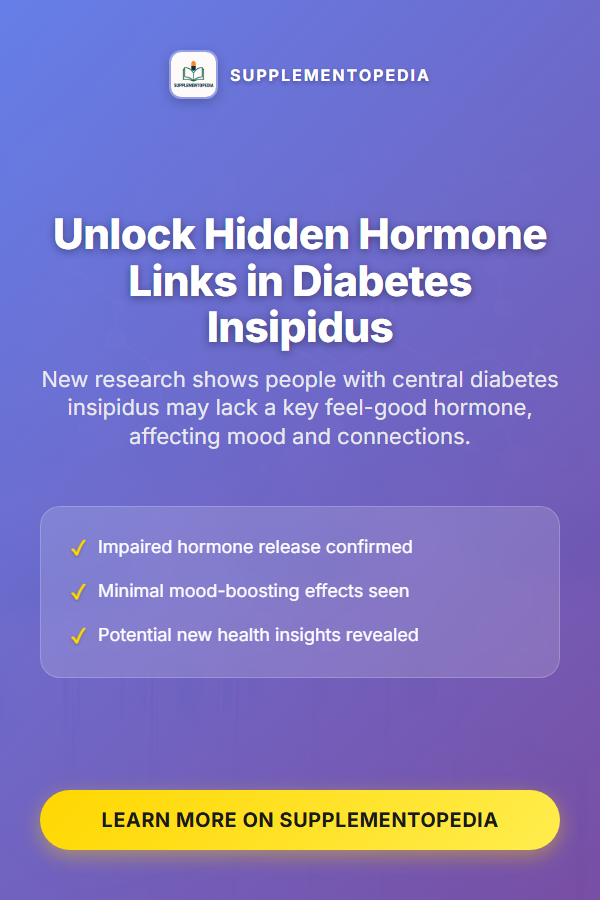 SUPPLEMENTOPEDIA
SUPPLEMENTOPEDIA
Unlock Hidden Hormone
Links in Diabetes
Insipidus
New research shows people with central diabetes
insipidus may lack a key feel-good hormone,
affecting mood and connections.
✓ Impaired hormone release confirmed
✓ Minimal mood-boosting effects seen
✓ Potential new health insights revealed
LEARN MORE ON SUPPLEMENTOPEDIA